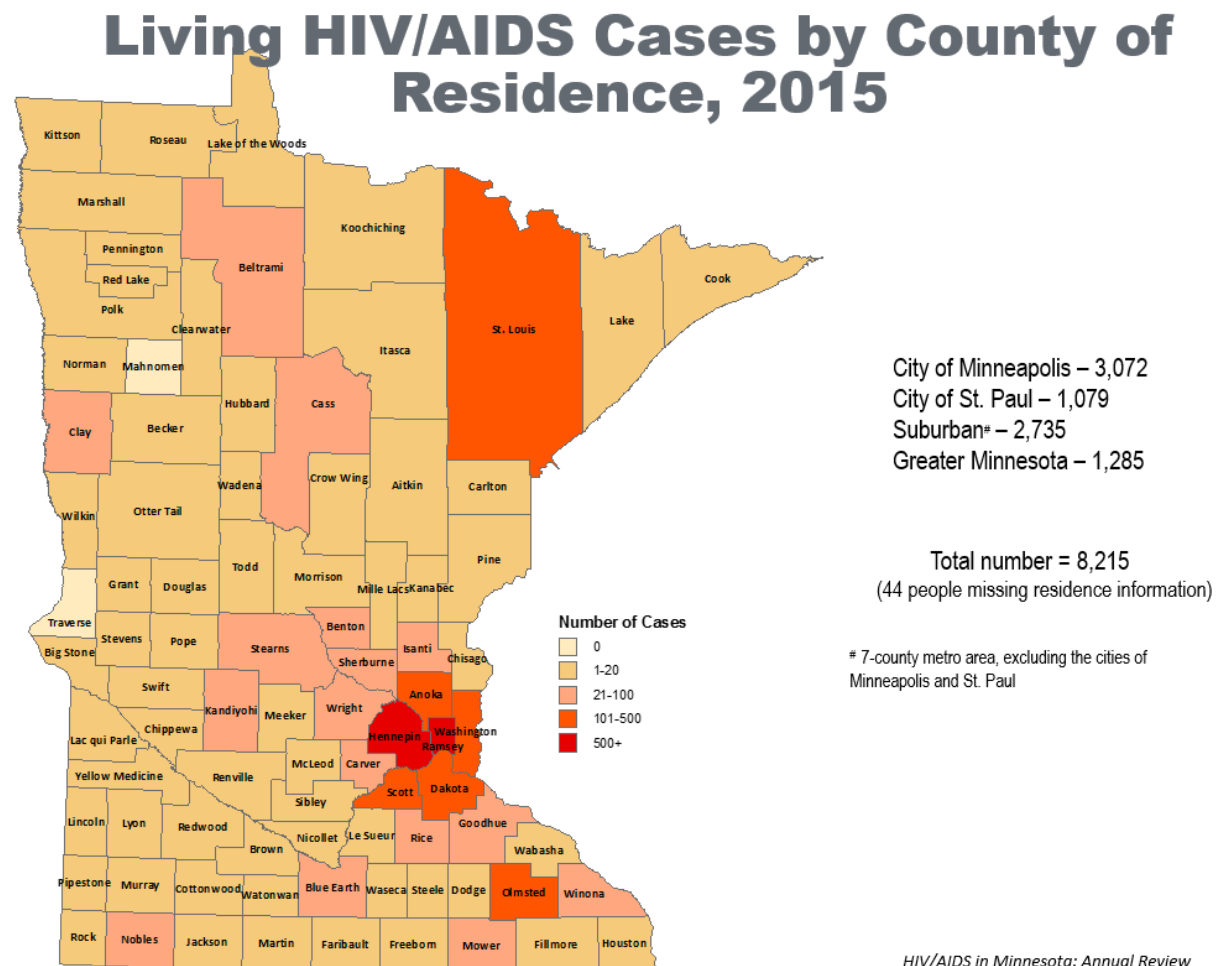 Living HIV/AIDS Cases by County of
Residence, 2015
Kittson
Roseau
Lake of the Woods
Marshall
Koochiching
Pennington
Beltrami
Red Lake
Cook
Polk
Clearwater
St. Louis
Lake
Itasca
Norman
Mahnomen
Hubbard
Cass
Clay
Becker
Crow Wing
Wadena
Aitkin
Carlton
Otter Tail
Wilkin
Pine
Todd
Morrison
Grant
Douglas
Mille Lacs
Kanabec
Traverse
Benton
Stevens
Pope
Stearns
Isanti
Big Stone
Sherburne
Chisago
Swift
Anoka
Kandiyohi
Wright
Meeker
Chippewa
Hennepin
Washington
Lac qui Parle
Ramsey
McLeod
Carver
Yellow Medicine
Renville
Scott
Dakota
Sibley
Lincoln
Lyon
Redwood
Goodhue
Nicollet
Le Sueur
Rice
Brown
Wabasha
Pipestone
Murray
Cottonwood
Watonwan
Blue Earth
Waseca
Steele
Dodge
Olmsted
Winona
Rock
Nobles
Jackson
Martin
Faribault
Freeborn
Mower
Fillmore
Houston
Number of Cases
0
1-20
21-100
101-500
500+
City of Minneapolis – 3,072
City of St. Paul – 1,079
Suburban# – 2,735
Greater Minnesota – 1,285
Total number = 8,215
(44 people missing residence information)
# 7-county metro area, excluding the cities of
Minneapolis and St. Paul
HIV/AIDS in Minnesota: Annual Review